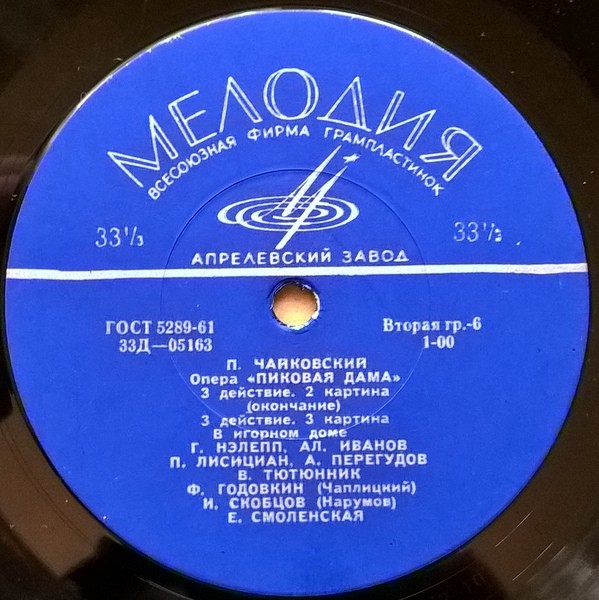 МЕЛОДИЯ
ВСЕСОЮЗНАЯ ФИРМА ГРАМПЛАСТИНОК
33⅓
33⅓
АПРЕЛЕВСКИЙ ЗАВОД
ГОСТ 5289-61
Вторая гр.-6
33Д—05163
1-00
П. ЧАЙКОВСКИЙ
Опера «ПИКОВАЯ ДАМА»
3 действие. 2 картина
(окончание)
3 действие. 3 картина
В игорном доме
Г. НЭЛЕПП, АЛ. ИВАНОВ
П. ЛИСИЦИАН, А. ПЕРЕГУДОВ
В. ТЮТЮННИК
Ф. ГОДОВКИН (Чаплицкий)
И. СКОБЦОВ (Нарумов)
Е. СМОЛЕНСКАЯ